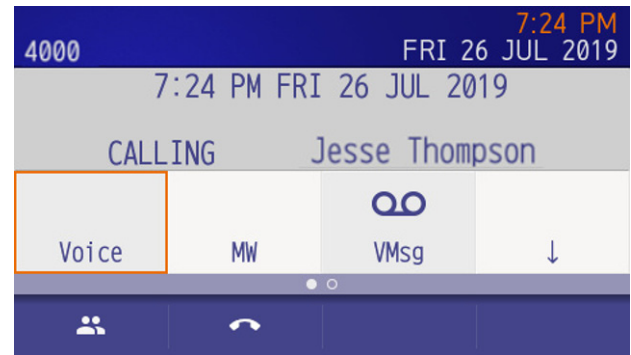 7:24 PM
4000 FRI 26 JUL 2019
7:24 PM FRI 26 JUL 2019
CALLING Jesse Thompson
Voice MW VMsg ↓